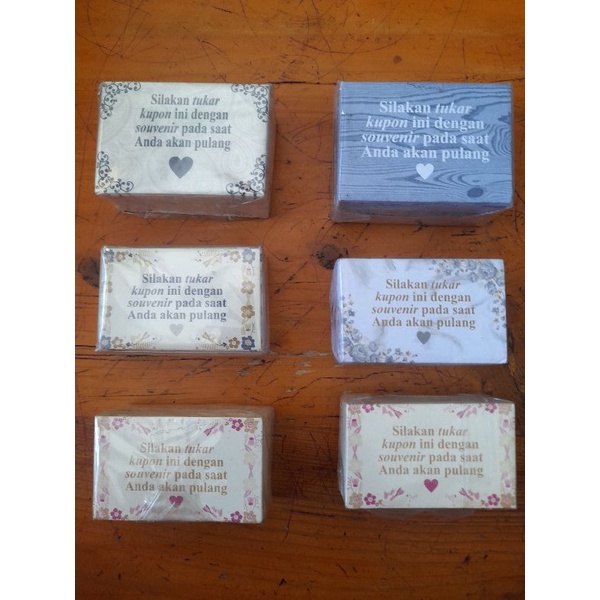 Silakan tukar
kupon ini dengan
souvenir pada saat
Anda akan pulang
Silakan tukar
kupon ini dengan
souvenir pada saat
Anda akan pulang
Silakan tukar
kupon ini dengan
souvenir pada saat
Anda akan pulang
Silakan tukar
kupon ini dengan
souvenir pada saat
Anda akan pulang
Silakan tukar
kupon ini dengan
souvenir pada saat
Anda akan pulang
Silakan tukar
kupon ini dengan
souvenir pada saat
Anda akan pulang